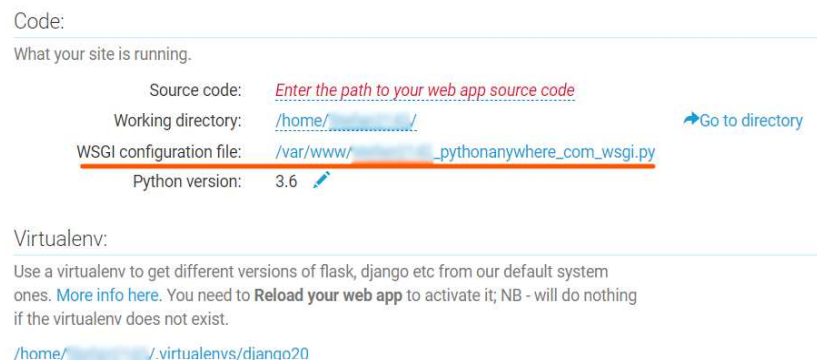 Code:
What your site is running.
Source code: Enter the path to your web app source code
Working directory: /home/ / Go to directory
WSGI configuration file: /var/www/ _pythonanywhere_com_wsgi.py
Python version: 3.6
Virtualenv:
Use a virtualenv to get different versions of flask, django etc from our default system
ones. More info here. You need to Reload your web app to activate it; NB - will do nothing
if the virtualenv does not exist.
/home/ /.virtualenvs/django20